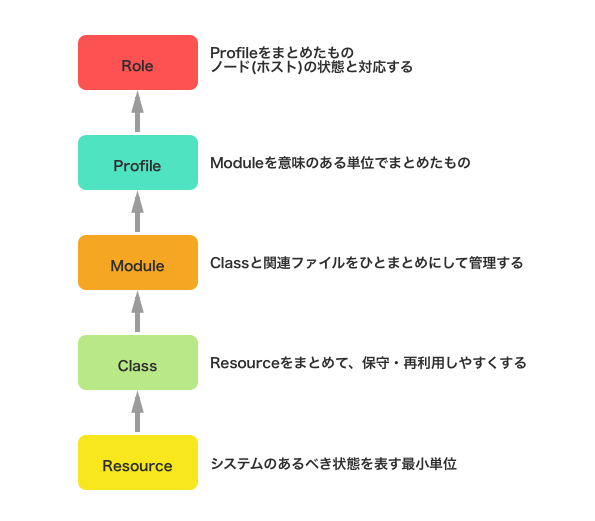 Role
Profileをまとめたもの
ノード(ホスト)の状態と対応する
Profile
Moduleを意味のある単位でまとめたもの
Module
Classと関連ファイルをひとまとめにして管理する
Class
Resourceをまとめて、保守・再利用しやすくする
Resource
システムのあるべき状態を表す最小単位